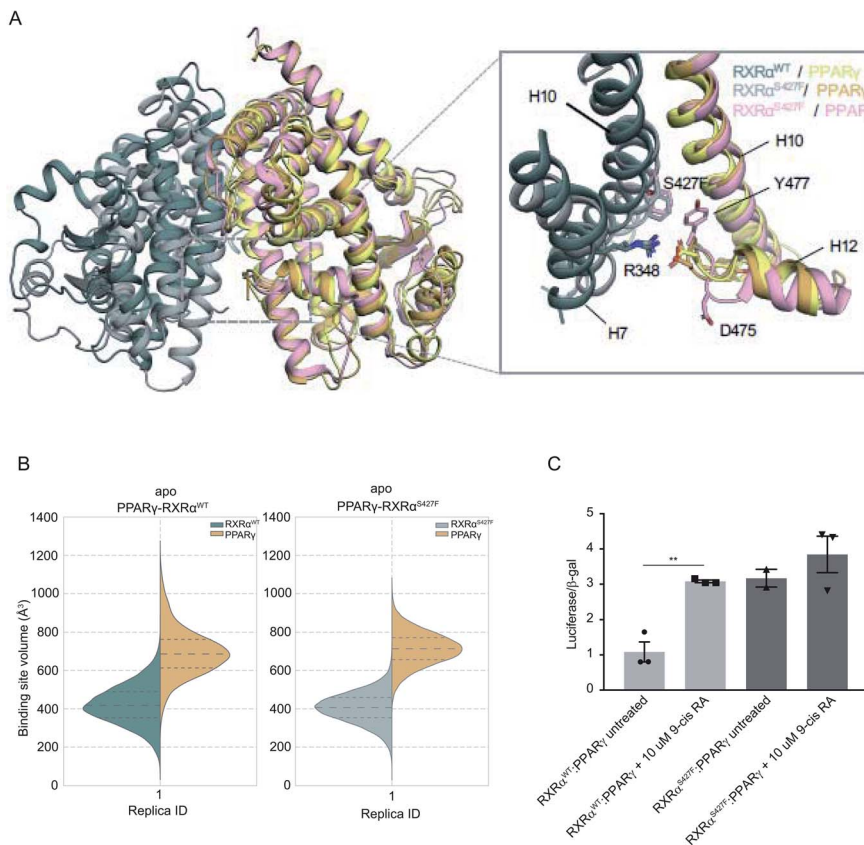 A
RXRα^WT / PPARγ
RXRα^S427F / PPARγ
RXRα^S427F / PPAR
H10
H10
S427F
Y477
H12
R348
D475
H7
B
apo
PPARγ-RXRα^WT
RXRα^WT
PPARγ
apo
PPARγ-RXRα^S427F
RXRα^S427F
PPARγ
Binding site volume (Å³)
1400
1200
1000
800
600
400
200
0
1
Replica ID
1400
1200
1000
800
600
400
200
0
1
Replica ID
C
Luciferase/β-gal
5
4
3
2
1
0
**
RXRα^WT:PPARγ untreated
RXRα^WT:PPARγ + 10 uM 9-cis RA
RXRα^S427F:PPARγ untreated
RXRα^S427F:PPARγ + 10 uM 9-cis RA